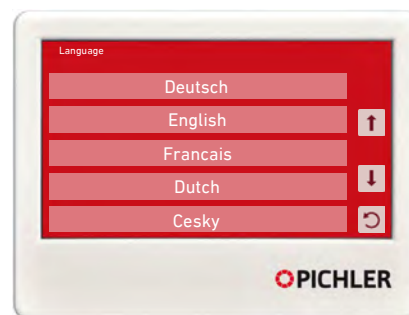 Language
Deutsch
English
Francais
Dutch
Cesky
PICHLER